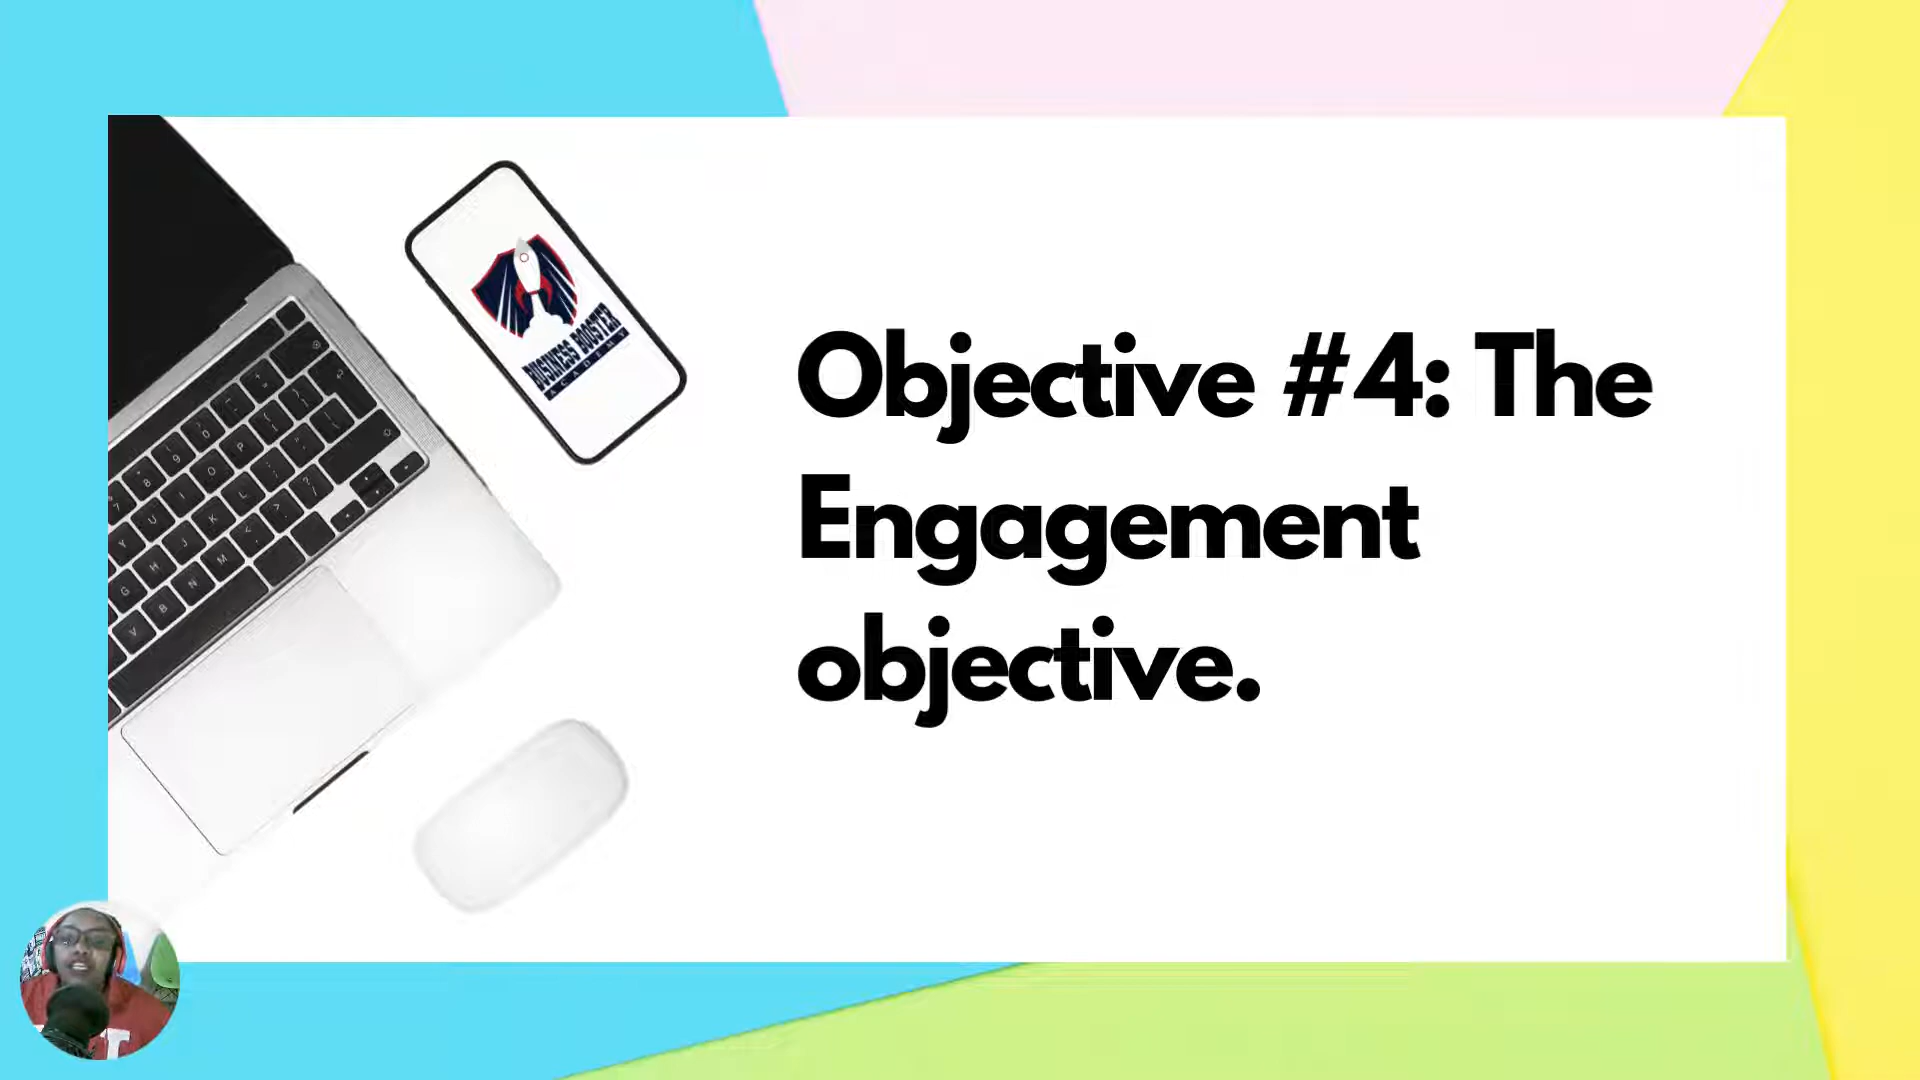 Objective #4: The
Engagement
objective.
BUSINESS BOOSTER
ACADEMY